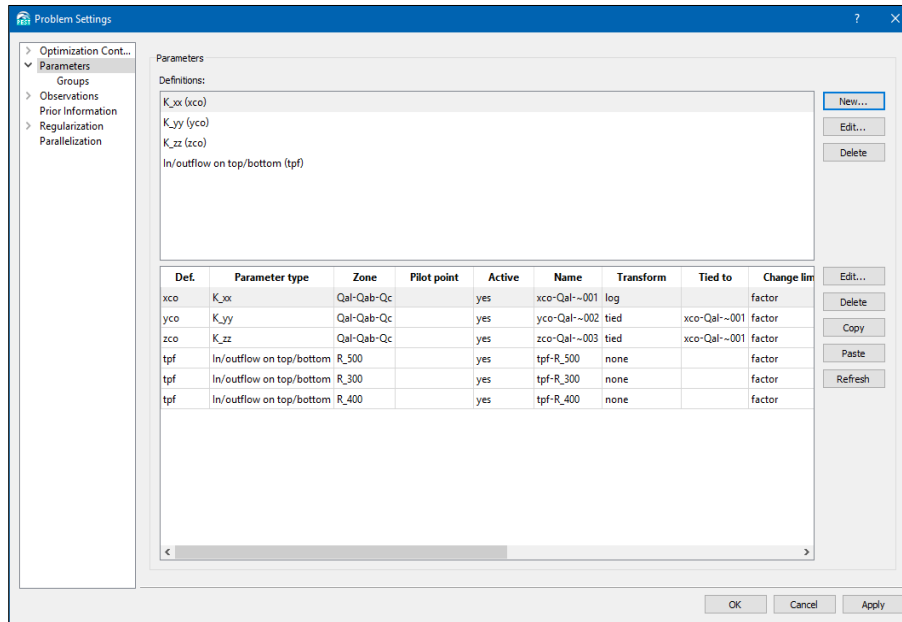 PEST
Problem Settings
?
Optimization Cont...
Parameters
Groups
Observations
Prior Information
Regularization
Parallelization
Parameters
Definitions:
K_xx (xco)
K_yy (yco)
K_zz (zco)
In/outflow on top/bottom (tpf)
New...
Edit...
Delete
Def. Parameter type Zone Pilot point Active Name Transform Tied to Change lim
xco K_xx Qal-Qab-Qc yes xco-Qal-~001 log factor
yco K_yy Qal-Qab-Qc yes yco-Qal-~002 tied xco-Qal-~001 factor
zco K_zz Qal-Qab-Qc yes zco-Qal-~003 tied xco-Qal-~001 factor
tpf In/outflow on top/bottom R_500 yes tpf-R_500 none factor
tpf In/outflow on top/bottom R_300 yes tpf-R_300 none factor
tpf In/outflow on top/bottom R_400 yes tpf-R_400 none factor
Edit...
Delete
Copy
Paste
Refresh
OK Cancel Apply